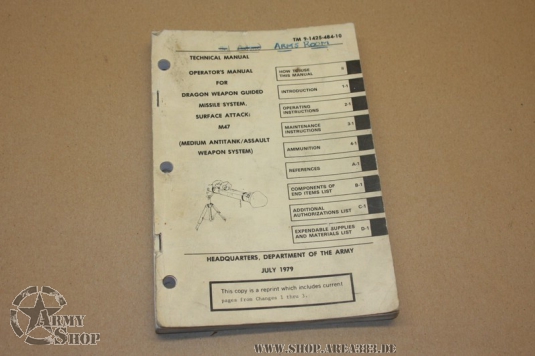 TM 9-1425-484-10
ARMS ROOM
TECHNICAL MANUAL
OPERATOR'S MANUAL
FOR
DRAGON WEAPON GUIDED
MISSILE SYSTEM,
SURFACE ATTACK:
M47
(MEDIUM ANTITANK/ASSAULT
WEAPON SYSTEM)
HOW TO USE
THIS MANUAL
INTRODUCTION 1-1
OPERATING
INSTRUCTIONS 2-1
MAINTENANCE
INSTRUCTIONS 3-1
AMMUNITION 4-1
REFERENCES A-1
COMPONENTS OF
END ITEMS LIST B-1
ADDITIONAL
AUTHORIZATIONS LIST C-1
EXPENDABLE SUPPLIES
AND MATERIALS LIST D-1
HEADQUARTERS, DEPARTMENT OF THE ARMY
JULY 1979
This copy is a reprint which includes current
pages from Changes 1 thru 3.
ARMY
SHOP
WWW.SHOP.AREA163.DE